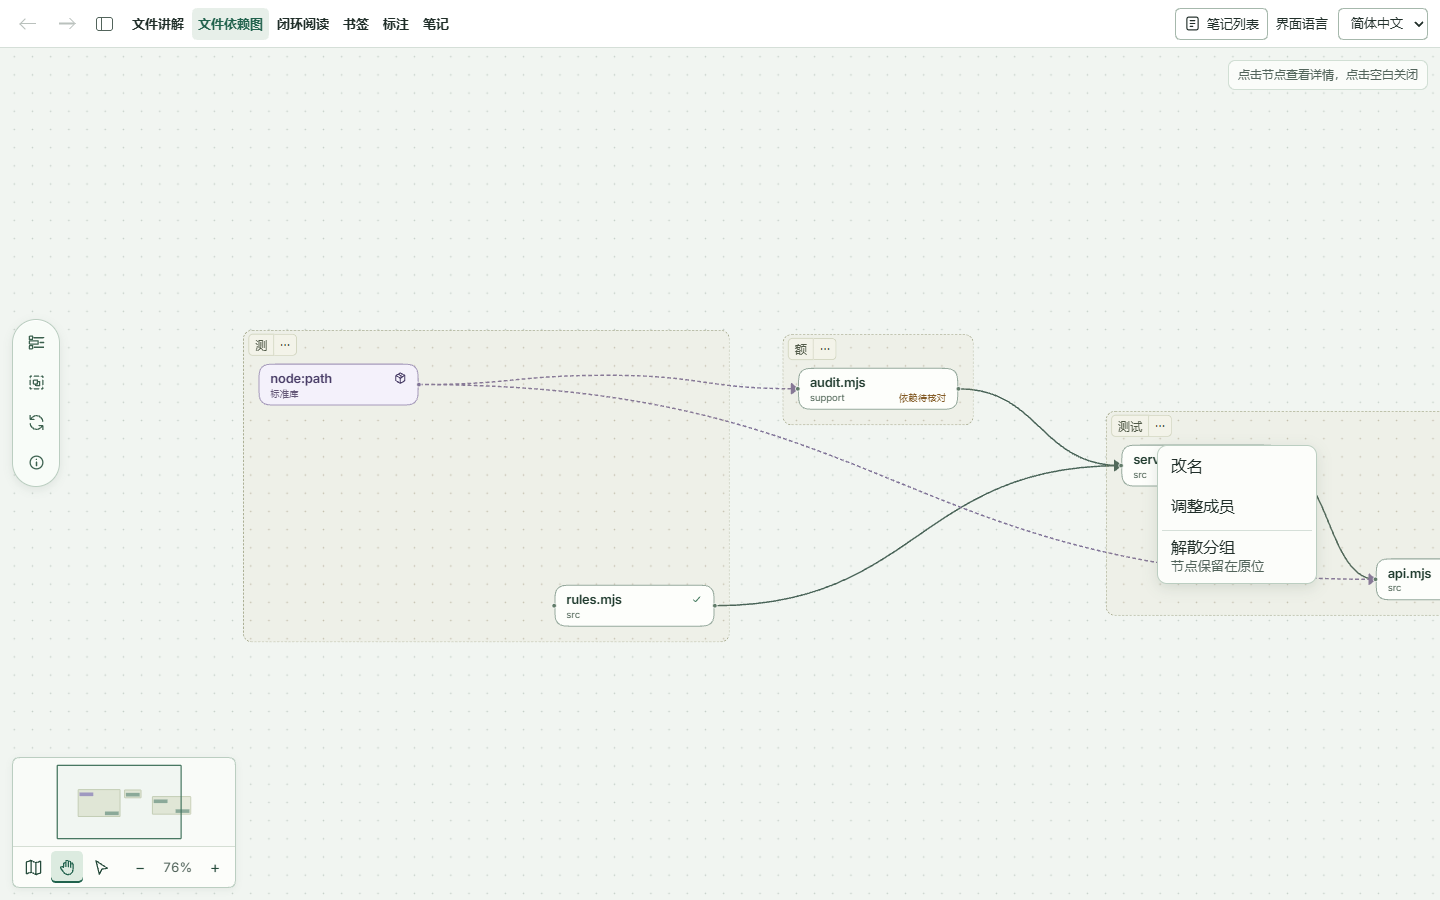 文件讲解 文件依赖图 闭环阅读 书签 标注 笔记 笔记列表 界面语言 简体中文
点击节点查看详情，点击空白关闭
测 ···
node:path
标准库
额 ···
audit.mjs
support 依赖待核对
测试 ···
serv
src
改名
调整成员
解散分组
节点保留在原位
api.mjs
src
rules.mjs
src
− 76% +